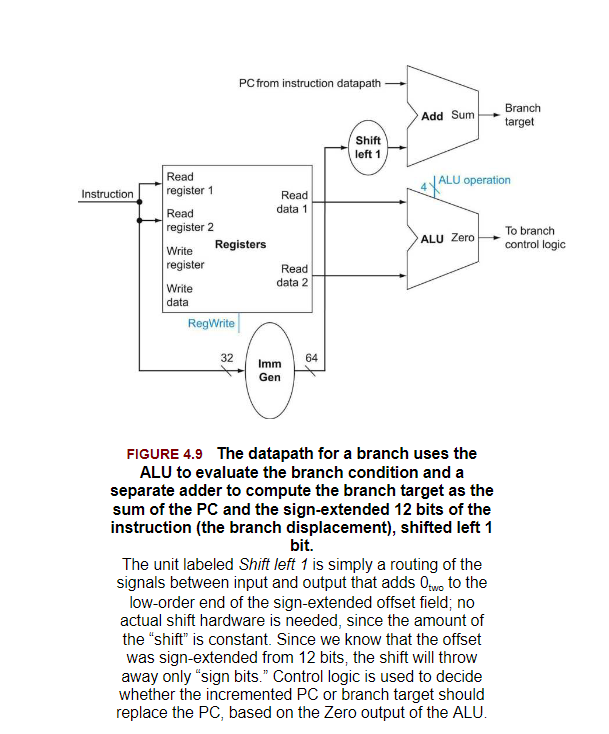 PC from instruction datapath
Add Sum
Branch
target
Shift
left 1
ALU operation
4
Instruction
Read
register 1
Read
data 1
Read
register 2
Registers
Write
register
Read
data 2
Write
data
RegWrite
ALU Zero
To branch
control logic
32
Imm
Gen
64
FIGURE 4.9 The datapath for a branch uses the
ALU to evaluate the branch condition and a
separate adder to compute the branch target as the
sum of the PC and the sign-extended 12 bits of the
instruction (the branch displacement), shifted left 1
bit.
The unit labeled Shift left 1 is simply a routing of the
signals between input and output that adds 0two to the
low-order end of the sign-extended offset field; no
actual shift hardware is needed, since the amount of
the “shift” is constant. Since we know that the offset
was sign-extended from 12 bits, the shift will throw
away only “sign bits.” Control logic is used to decide
whether the incremented PC or branch target should
replace the PC, based on the Zero output of the ALU.